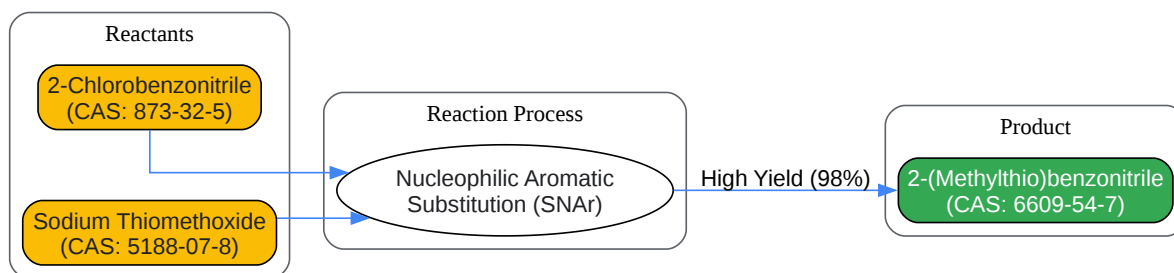 Reactants
2-Chlorobenzonitrile
(CAS: 873-32-5)
Sodium Thiomethoxide
(CAS: 5188-07-8)
Reaction Process
Nucleophilic Aromatic
Substitution (SNAr)
High Yield (98%)
Product
2-(Methylthio)benzonitrile
(CAS: 6609-54-7)